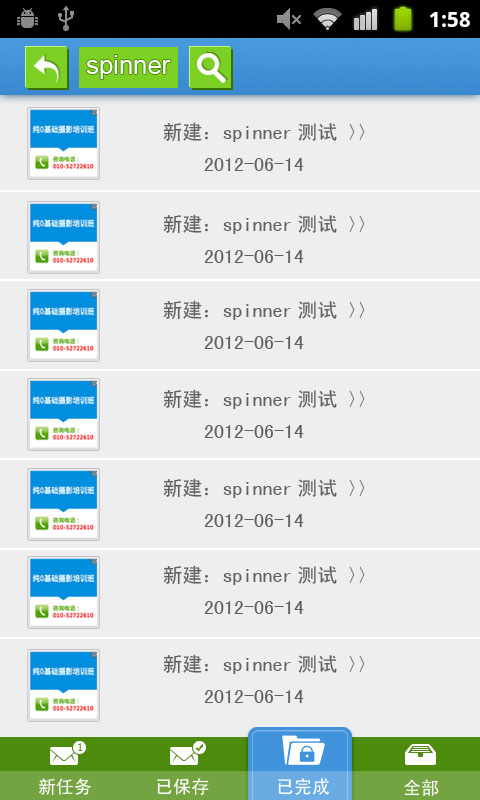 1:58
spinner
纯0基础摄影培训班
咨询电话：
010-52722610
新建：spinner 测试 〉〉
2012-06-14
纯0基础摄影培训班
咨询电话：
010-52722610
新建：spinner 测试 〉〉
2012-06-14
纯0基础摄影培训班
咨询电话：
010-52722610
新建：spinner 测试 〉〉
2012-06-14
纯0基础摄影培训班
咨询电话：
010-52722610
新建：spinner 测试 〉〉
2012-06-14
纯0基础摄影培训班
咨询电话：
010-52722610
新建：spinner 测试 〉〉
2012-06-14
纯0基础摄影培训班
咨询电话：
010-52722610
新建：spinner 测试 〉〉
2012-06-14
纯0基础摄影培训班
咨询电话：
010-52722610
新建：spinner 测试 〉〉
2012-06-14
1
新任务
已保存
已完成
全部